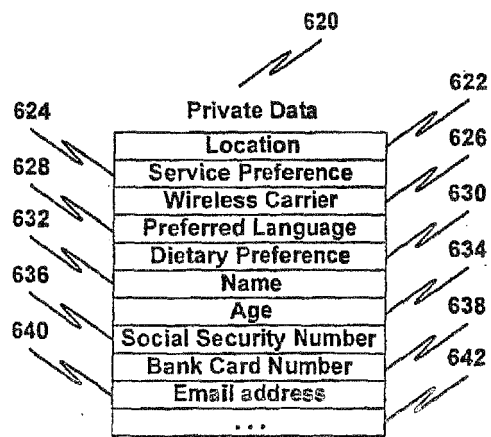 620
Private Data
624
622
Location
Service Preference
628
626
Wireless Carrier
Preferred Language
632
630
Dietary Preference
Name
636
634
Age
Social Security Number
640
638
Bank Card Number
Email address
642
...